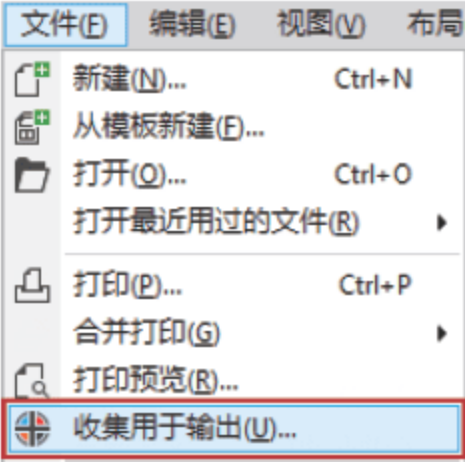 文件(F) 编辑(E) 视图(V) 布局
新建(N)... Ctrl+N
从模板新建(F)...
打开(O)... Ctrl+O
打开最近用过的文件(R)
打印(P)... Ctrl+P
合并打印(G)
打印预览(R)...
收集用于输出(U)...